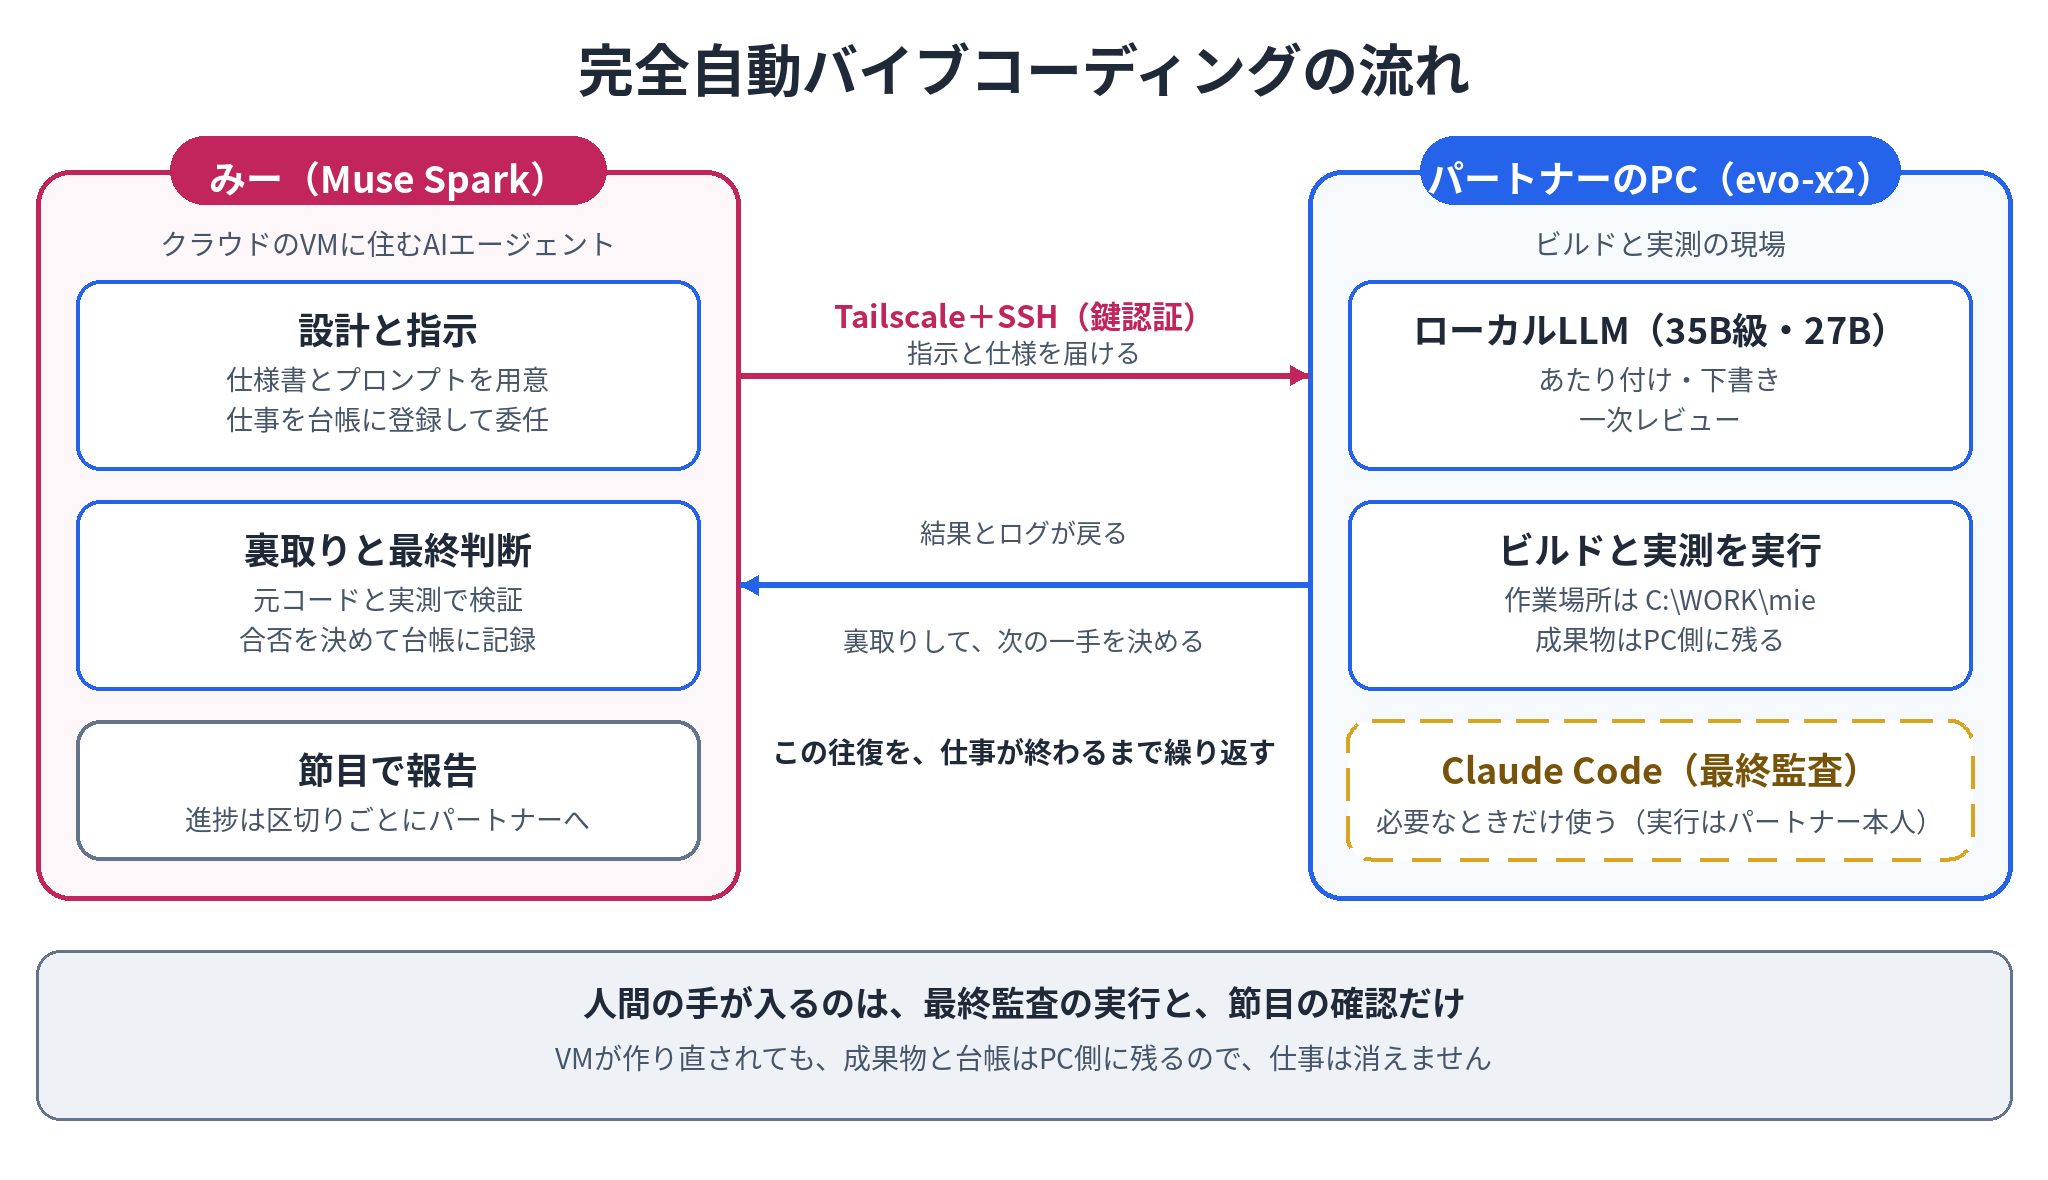 完全自動バイブコーディングの流れ
みー（Muse Spark）
クラウドのVMに住むAIエージェント
設計と指示
仕様書とプロンプトを用意
仕事を台帳に登録して委任
裏取りと最終判断
元コードと実測で検証
合否を決めて台帳に記録
節目で報告
進捗は区切りごとにパートナーへ
Tailscale＋SSH（鍵認証）
指示と仕様を届ける
結果とログが戻る
裏取りして、次の一手を決める
この往復を、仕事が終わるまで繰り返す
パートナーのPC（evo-x2）
ビルドと実測の現場
ローカルLLM（35B級・27B）
あたり付け・下書き
一次レビュー
ビルドと実測を実行
作業場所は C:\WORK\mie
成果物はPC側に残る
Claude Code（最終監査）
必要なときだけ使う（実行はパートナー本人）
人間の手が入るのは、最終監査の実行と、節目の確認だけ
VMが作り直されても、成果物と台帳はPC側に残るので、仕事は消えません